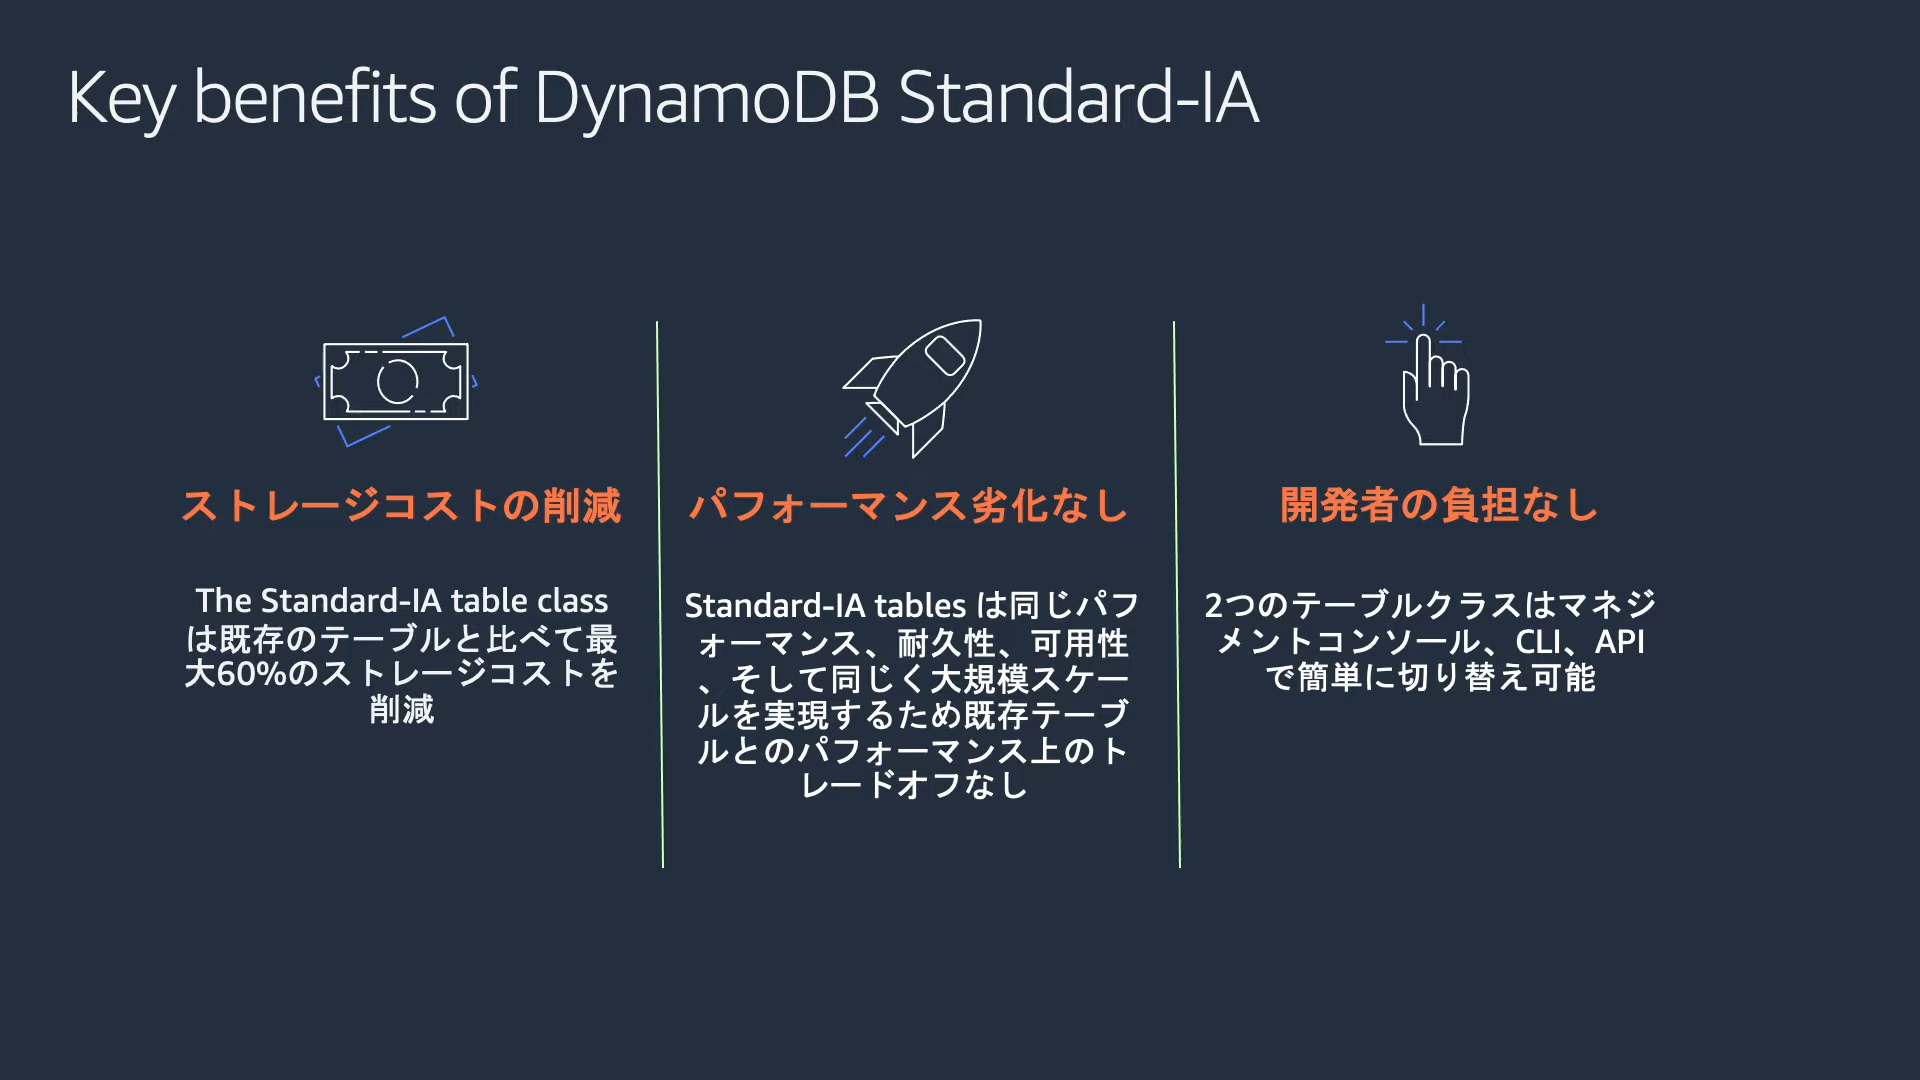 Key benefits of DynamoDB Standard-IA
ストレージコストの削減
The Standard-IA table class
は既存のテーブルと比べて最
大60%のストレージコストを
削減
パフォーマンス劣化なし
Standard-IA tables は同じパフ
ォーマンス、耐久性、可用性
、そして同じく大規模スケー
ルを実現するため既存テーブ
ルとのパフォーマンス上のト
レードオフなし
開発者の負担なし
2つのテーブルクラスはマネジ
メントコンソール、CLI、API
で簡単に切り替え可能